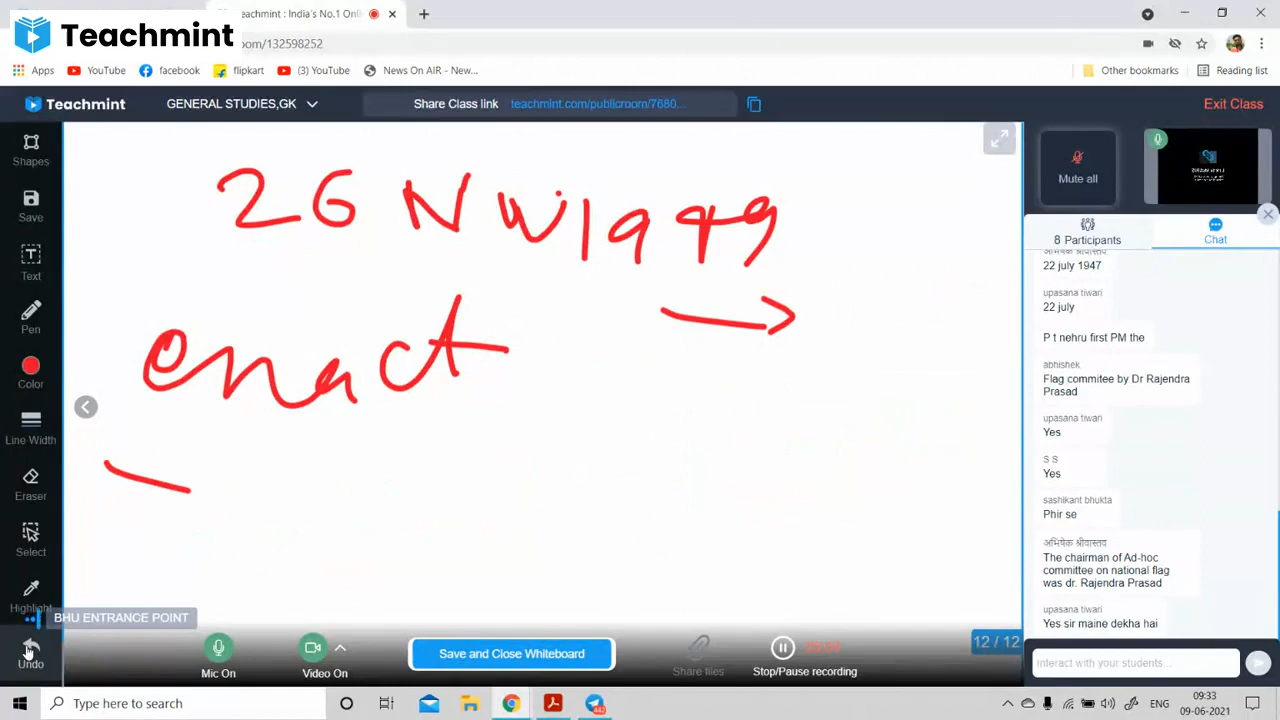 Teachmint
Teachmint : India's No.1 Onl
oom/132598252
Apps
YouTube
facebook
flipkart
(3) YouTube
News On AIR - New...
Other bookmarks
Reading list
Teachmint
GENERAL STUDIES,GK
Share Class link
teachmint.com/publicroom/7680...
Exit Class
Shapes
Save
Text
Pen
Color
Line Width
Eraser
Select
Highlight
Undo
26 N W 1949
enact
Mute all
8 Participants
Chat
अभिषेक श्रीवास्तव
22 july 1947
upasana tiwari
22 july
P t nehru first PM the
abhishek
Flag commitee by Dr Rajendra
Prasad
upasana tiwari
Yes
S S
Yes
sashikant bhukta
Phir se
अभिषेक श्रीवास्तव
The chairman of Ad-hoc
committee on national flag
was dr. Rajendra Prasad
upasana tiwari
Yes sir maine dekha hai
Interact with your students...
BHU ENTRANCE POINT
Mic On
Video On
Save and Close Whiteboard
Share files
Stop/Pause recording
12 / 12
Type here to search
442
ENG
09:33
09-06-2021